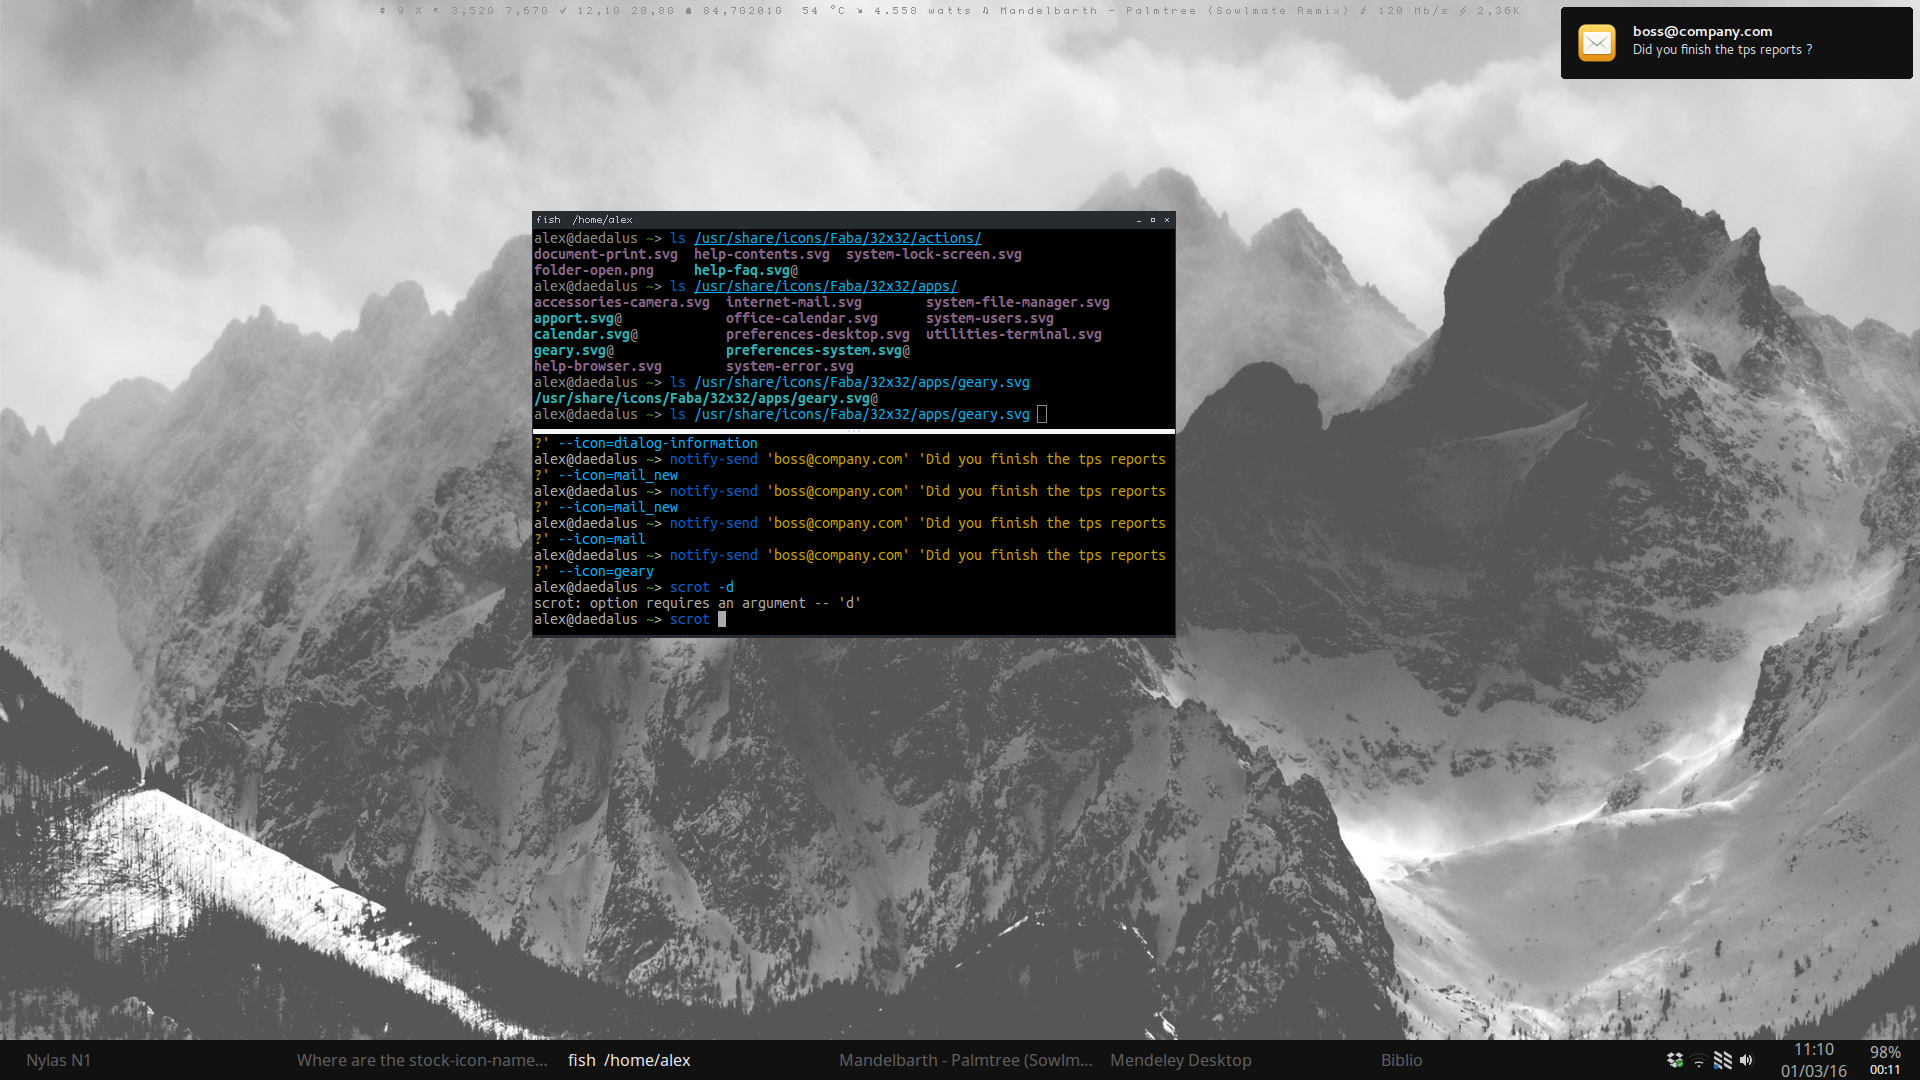 9 % 3,52G 7,67G 12,1G 28,8G 84,7G201G 54 °C 4.558 watts Mandelbarth - Palmtree (Sowlmate Remix) 120 Mb/s 2,36K
boss@company.com
Did you finish the tps reports ?
fish /home/alex
alex@daedalus ~> ls /usr/share/icons/Faba/32x32/actions/
document-print.svg help-contents.svg system-lock-screen.svg
folder-open.png help-faq.svg@
alex@daedalus ~> ls /usr/share/icons/Faba/32x32/apps/
accessories-camera.svg internet-mail.svg system-file-manager.svg
apport.svg@ office-calendar.svg system-users.svg
calendar.svg@ preferences-desktop.svg utilities-terminal.svg
geary.svg@ preferences-system.svg@
help-browser.svg system-error.svg
alex@daedalus ~> ls /usr/share/icons/Faba/32x32/apps/geary.svg
/usr/share/icons/Faba/32x32/apps/geary.svg@
alex@daedalus ~> ls /usr/share/icons/Faba/32x32/apps/geary.svg
?' --icon=dialog-information
alex@daedalus ~> notify-send 'boss@company.com' 'Did you finish the tps reports
?' --icon=mail_new
alex@daedalus ~> notify-send 'boss@company.com' 'Did you finish the tps reports
?' --icon=mail_new
alex@daedalus ~> notify-send 'boss@company.com' 'Did you finish the tps reports
?' --icon=mail
alex@daedalus ~> notify-send 'boss@company.com' 'Did you finish the tps reports
?' --icon=geary
alex@daedalus ~> scrot -d
scrot: option requires an argument -- 'd'
alex@daedalus ~> scrot
Nylas N1
Where are the stock-icon-name...
fish /home/alex
Mandelbarth - Palmtree (Sowlm...
Mendeley Desktop
Biblio
11:10
01/03/16
98%
00:11